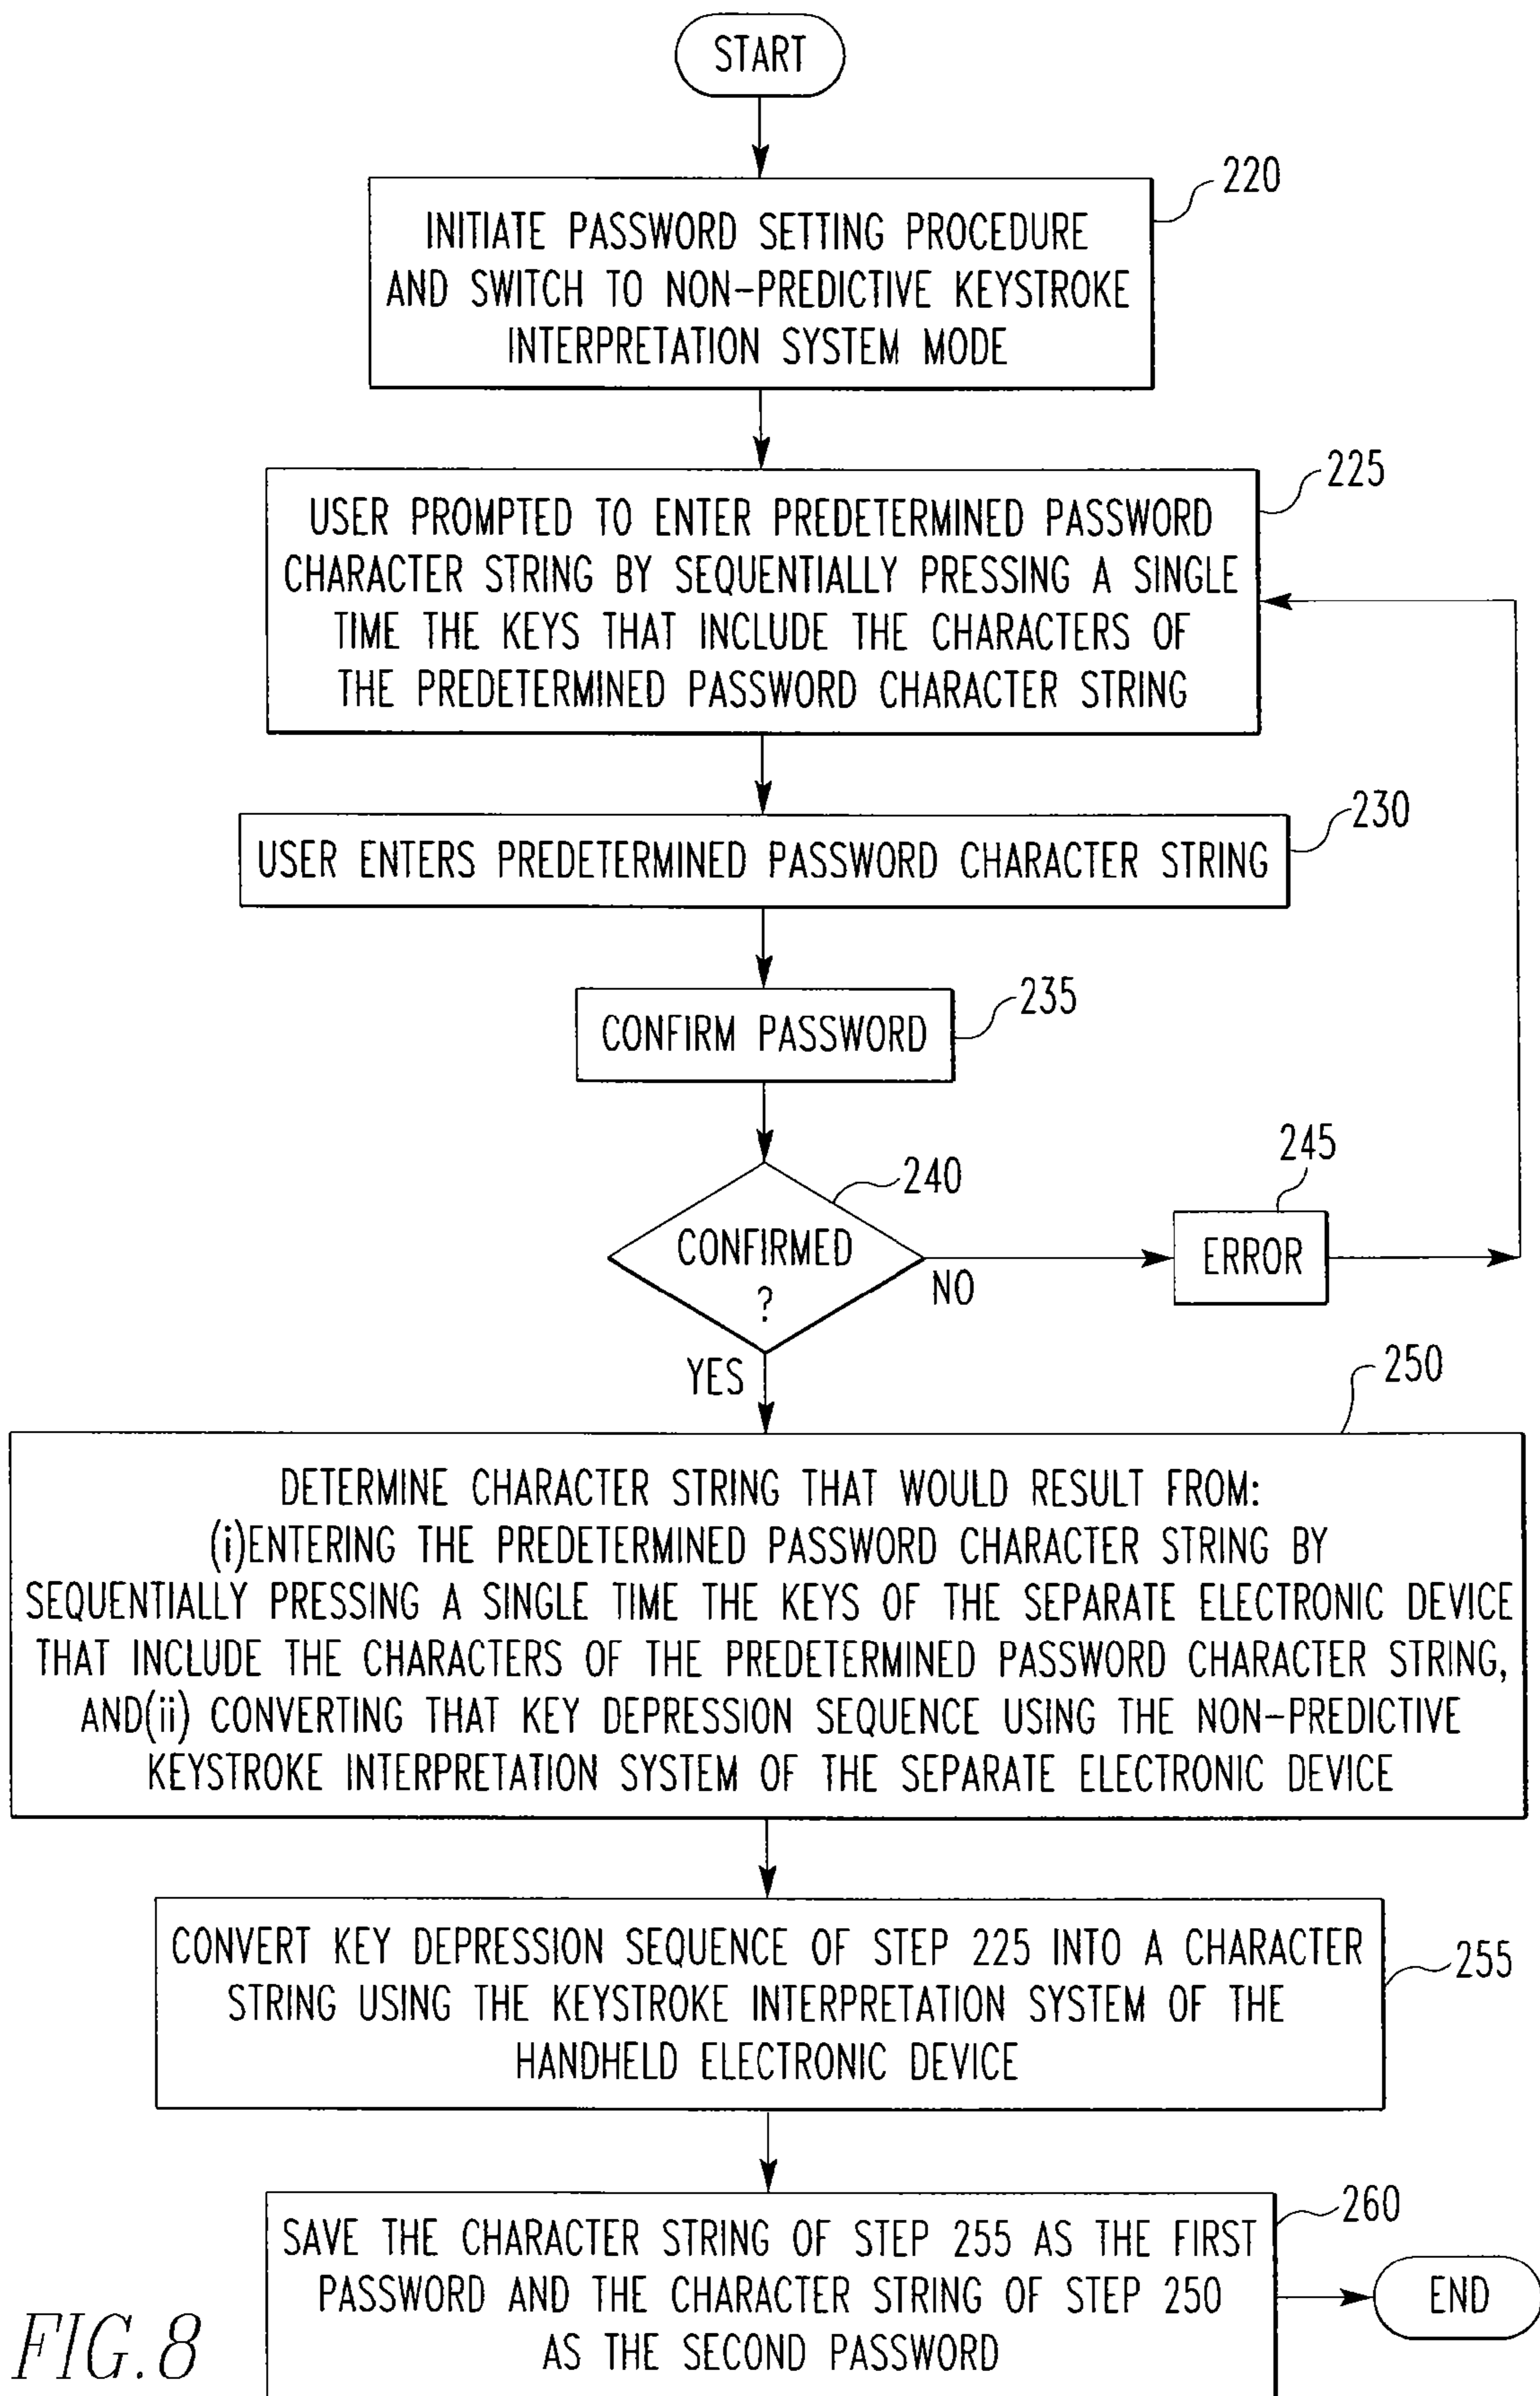 START
220
INITIATE PASSWORD SETTING PROCEDURE
AND SWITCH TO NON-PREDICTIVE KEYSTROKE
INTERPRETATION SYSTEM MODE
225
USER PROMPTED TO ENTER PREDETERMINED PASSWORD
CHARACTER STRING BY SEQUENTIALLY PRESSING A SINGLE
TIME THE KEYS THAT INCLUDE THE CHARACTERS OF
THE PREDETERMINED PASSWORD CHARACTER STRING
230
USER ENTERS PREDETERMINED PASSWORD CHARACTER STRING
235
CONFIRM PASSWORD
240
CONFIRMED
?
NO
245
ERROR
YES
250
DETERMINE CHARACTER STRING THAT WOULD RESULT FROM:
(i)ENTERING THE PREDETERMINED PASSWORD CHARACTER STRING BY
SEQUENTIALLY PRESSING A SINGLE TIME THE KEYS OF THE SEPARATE ELECTRONIC DEVICE
THAT INCLUDE THE CHARACTERS OF THE PREDETERMINED PASSWORD CHARACTER STRING,
AND(ii) CONVERTING THAT KEY DEPRESSION SEQUENCE USING THE NON-PREDICTIVE
KEYSTROKE INTERPRETATION SYSTEM OF THE SEPARATE ELECTRONIC DEVICE
CONVERT KEY DEPRESSION SEQUENCE OF STEP 225 INTO A CHARACTER
STRING USING THE KEYSTROKE INTERPRETATION SYSTEM OF THE
HANDHELD ELECTRONIC DEVICE
255
260
SAVE THE CHARACTER STRING OF STEP 255 AS THE FIRST
PASSWORD AND THE CHARACTER STRING OF STEP 250
AS THE SECOND PASSWORD
END
FIG.8